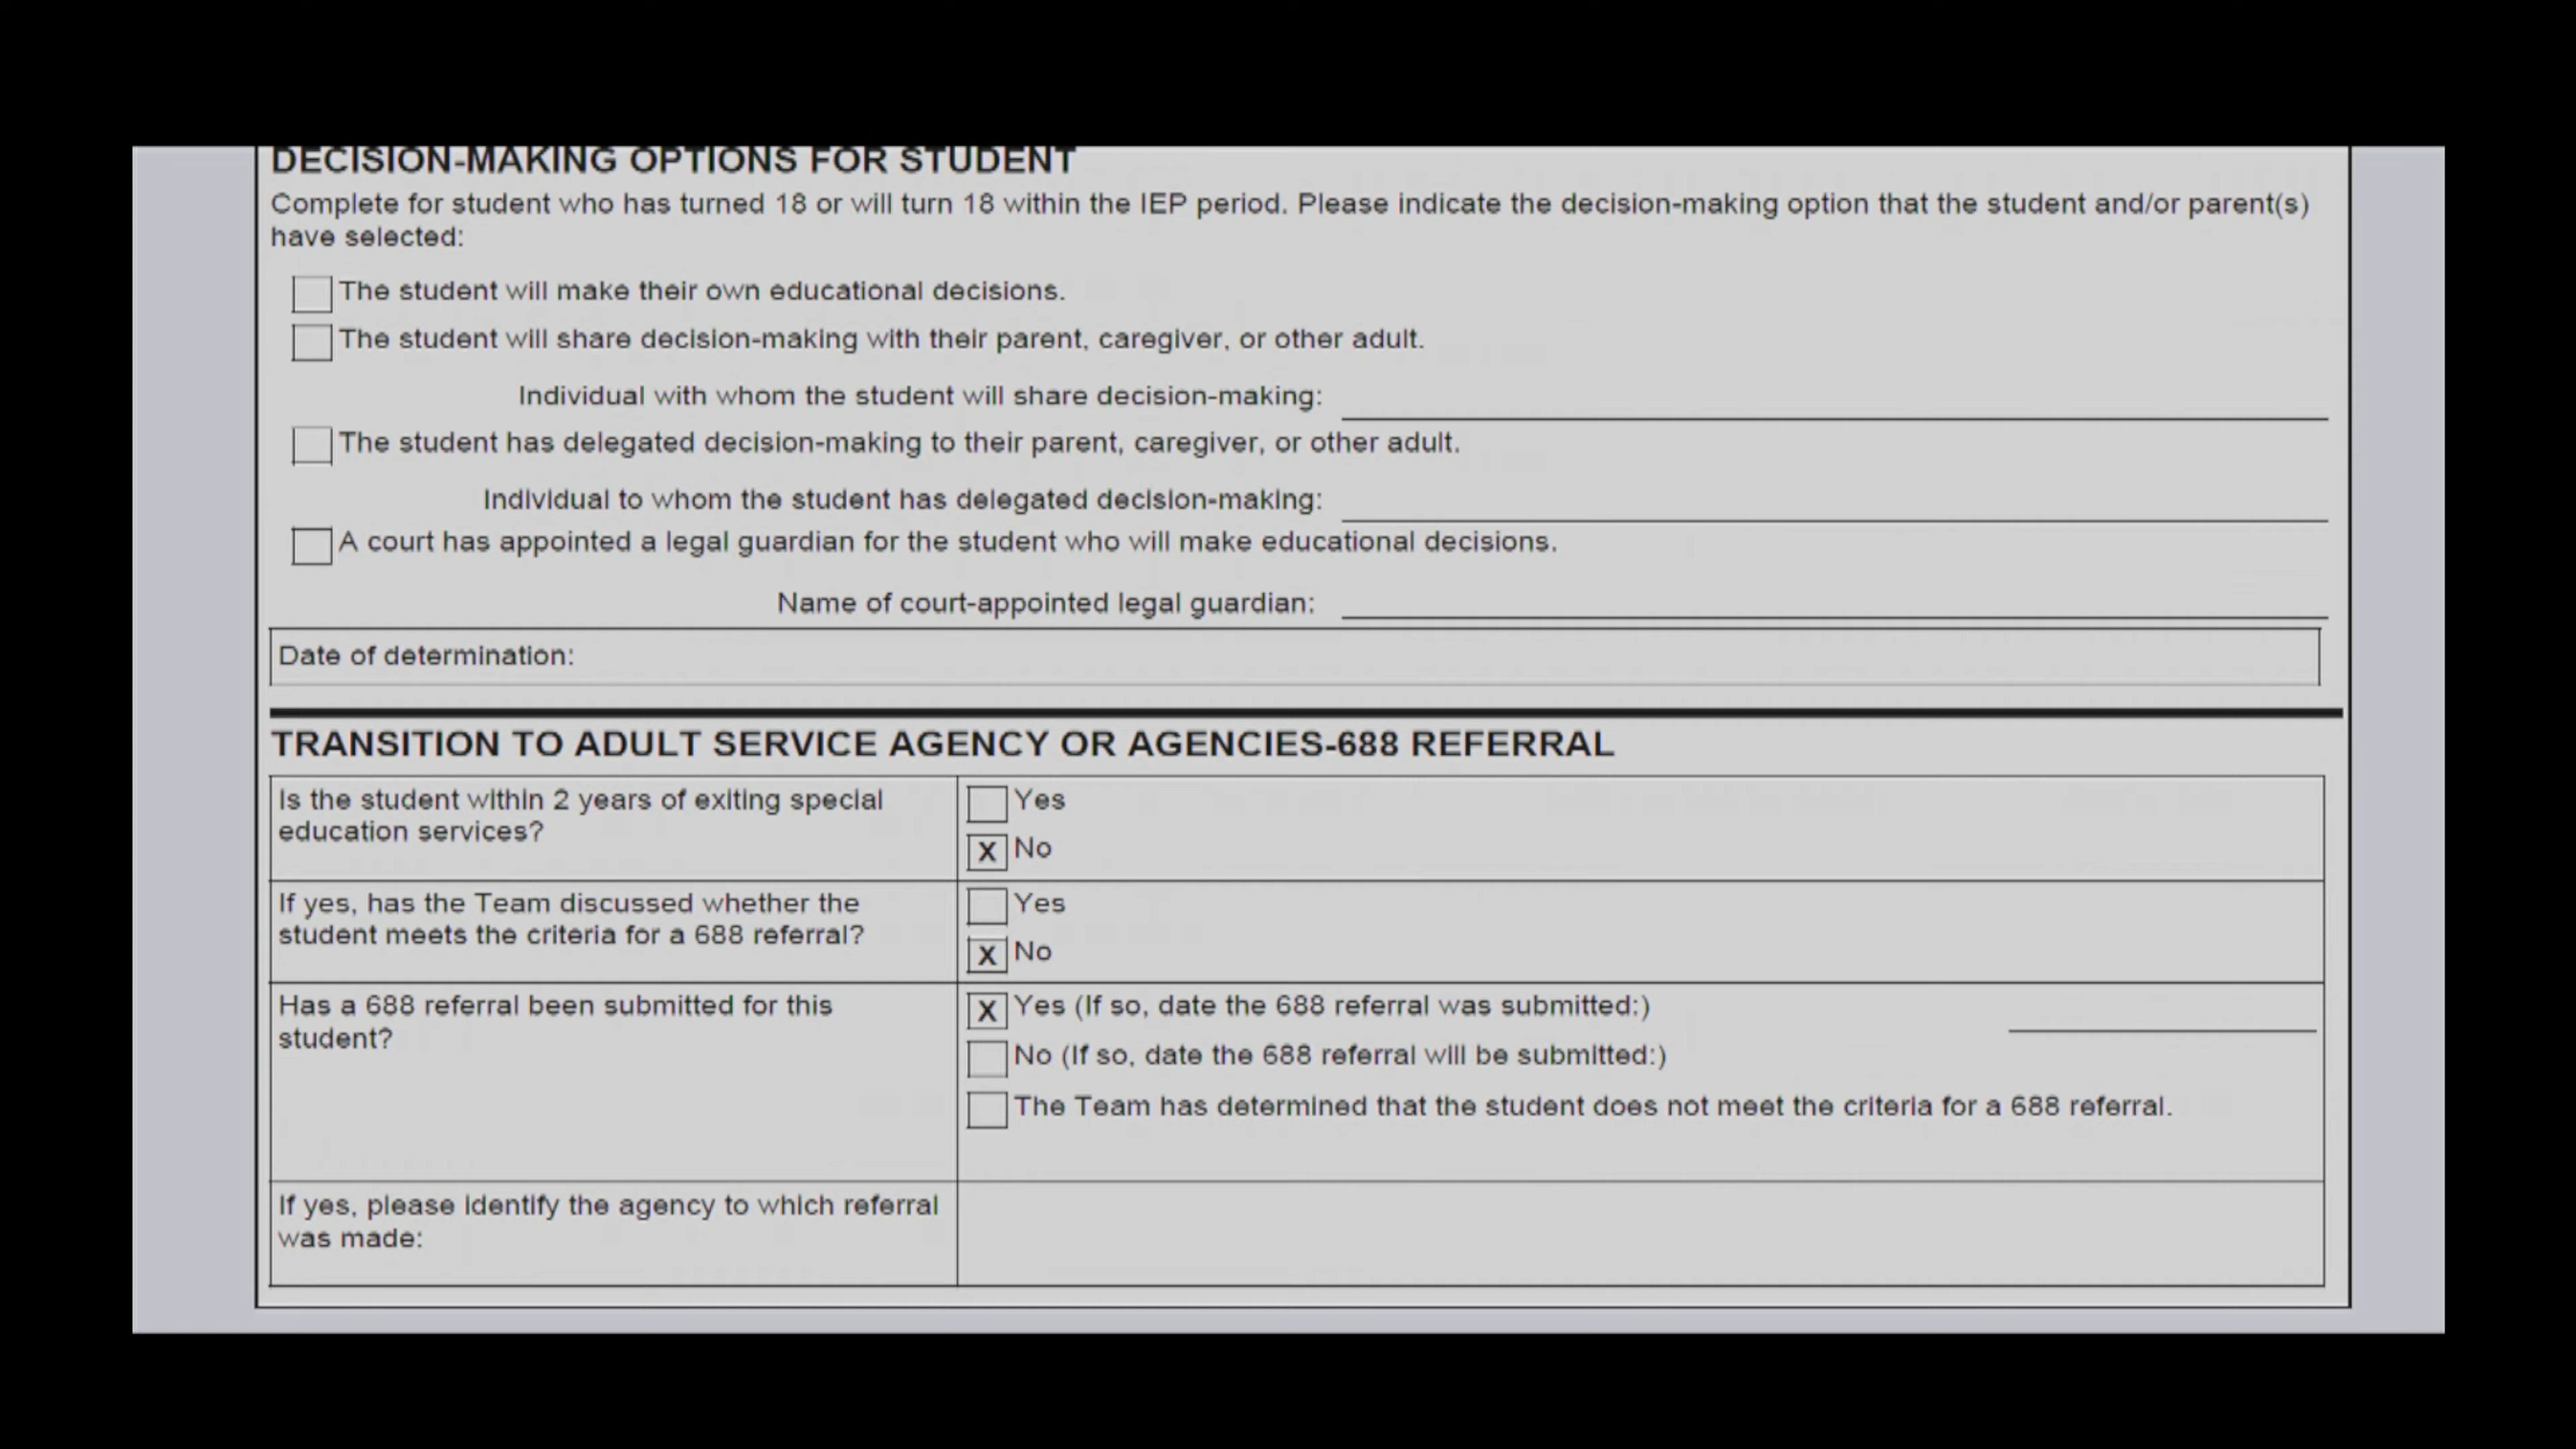 DECISION-MAKING OPTIONS FOR STUDENT
Complete for student who has turned 18 or will turn 18 within the IEP period. Please indicate the decision-making option that the student and/or parent(s)
have selected:
The student will make their own educational decisions.
The student will share decision-making with their parent, caregiver, or other adult.
Individual with whom the student will share decision-making:
The student has delegated decision-making to their parent, caregiver, or other adult.
Individual to whom the student has delegated decision-making:
A court has appointed a legal guardian for the student who will make educational decisions.
Name of court-appointed legal guardian:
Date of determination:
TRANSITION TO ADULT SERVICE AGENCY OR AGENCIES-688 REFERRAL
Is the student within 2 years of exiting special
education services?
Yes
X No
If yes, has the Team discussed whether the
student meets the criteria for a 688 referral?
Yes
X No
Has a 688 referral been submitted for this
student?
X Yes (If so, date the 688 referral was submitted:)
No (If so, date the 688 referral will be submitted:)
The Team has determined that the student does not meet the criteria for a 688 referral.
If yes, please identify the agency to which referral
was made: